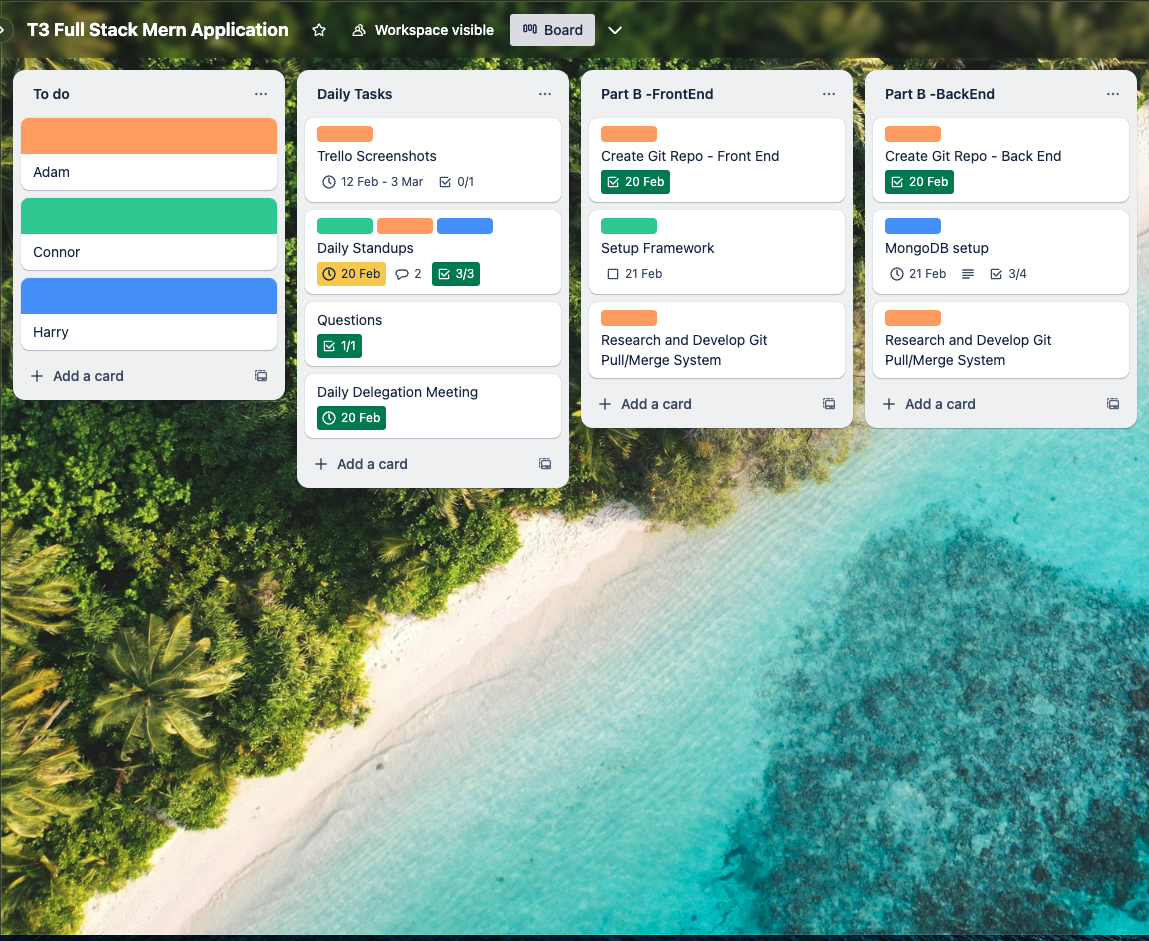 T3 Full Stack Mern Application
Workspace visible
Board
To do
Adam
Connor
Harry
Add a card
Daily Tasks
Trello Screenshots
12 Feb - 3 Mar 0/1
Daily Standups
20 Feb 2 3/3
Questions
1/1
Daily Delegation Meeting
20 Feb
Add a card
Part B -FrontEnd
Create Git Repo - Front End
20 Feb
Setup Framework
21 Feb
Research and Develop Git
Pull/Merge System
Add a card
Part B -BackEnd
Create Git Repo - Back End
20 Feb
MongoDB setup
21 Feb 3/4
Research and Develop Git
Pull/Merge System
Add a card